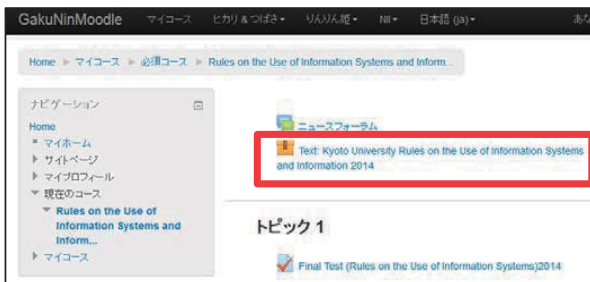 GakuNinMoodle マイコース ヒカリ&つばさ りんりん姫 NII 日本語 (ja) あな
Home マイコース 必須コース Rules on the Use of Information Systems and Inform...
ナビゲーション
Home
マイホーム
サイトページ
マイプロフィール
現在のコース
Rules on the Use of
Information Systems and
Inform...
マイコース
ニュースフォーラム
Text: Kyoto University Rules on the Use of Information Systems
and Information 2014
トピック 1
Final Test (Rules on the Use of Information Systems)2014